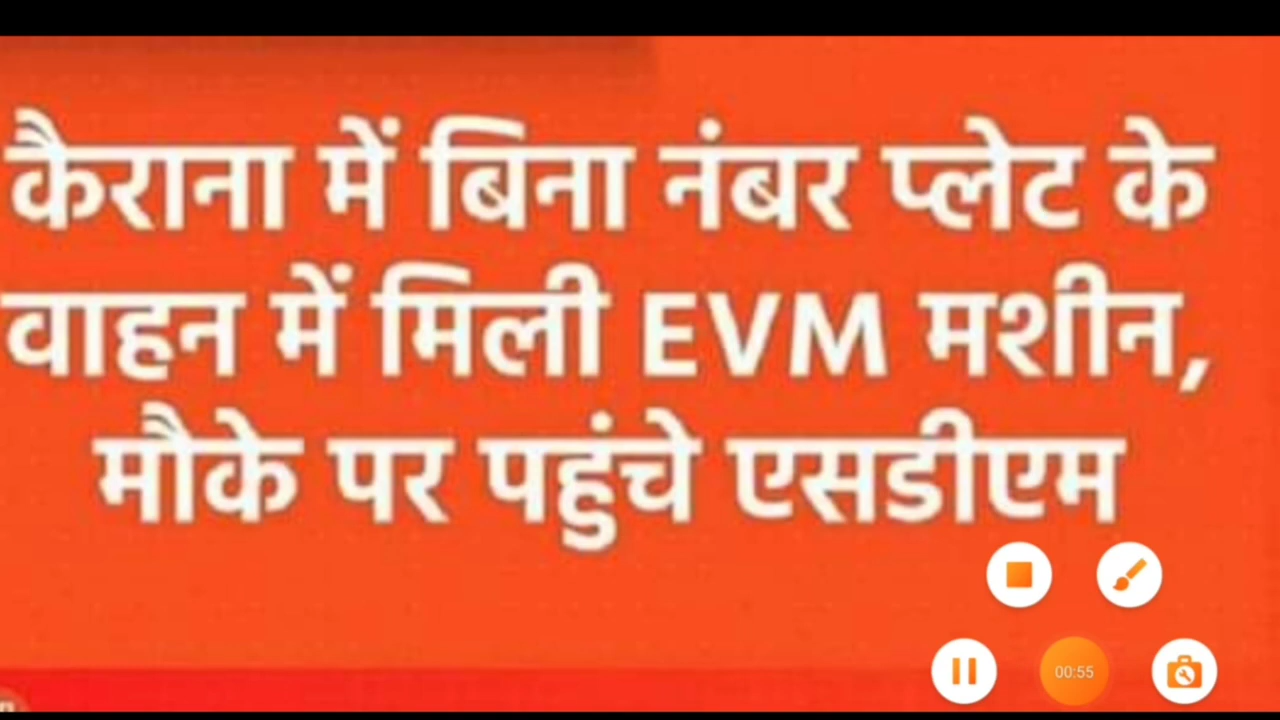 कैराना में बिना नंबर प्लेट के
वाहन में मिली EVM मशीन,
मौके पर पहुंचे एसडीएम
00:55